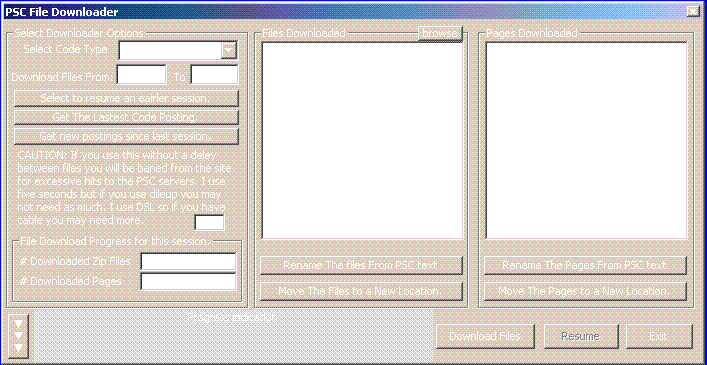 PSC File Downloader
Select Downloader Options
Select Code Type
Download Files From: To
Select to resume an eairler session.
Get The Lastest Code Posting.
Get new postings since last session.
CAUTION: If you use this without a deley
between files you will be baned from the site
for excessive hits to the PSC servers. I use
five seconds but if you use dileup you may
not need as much. I use DSL so if you have
cable you may need more.
File Download Progress for this session.
# Downloaded Zip Files
# Downloaded Pages
Files Downloaded browse
Rename The files From PSC text
Move The Files to a New Location.
Pages Downloaded
Rename The Pages From PSC text
Move The Pages to a New Location.
Progress indication
Download Files Resume Exit